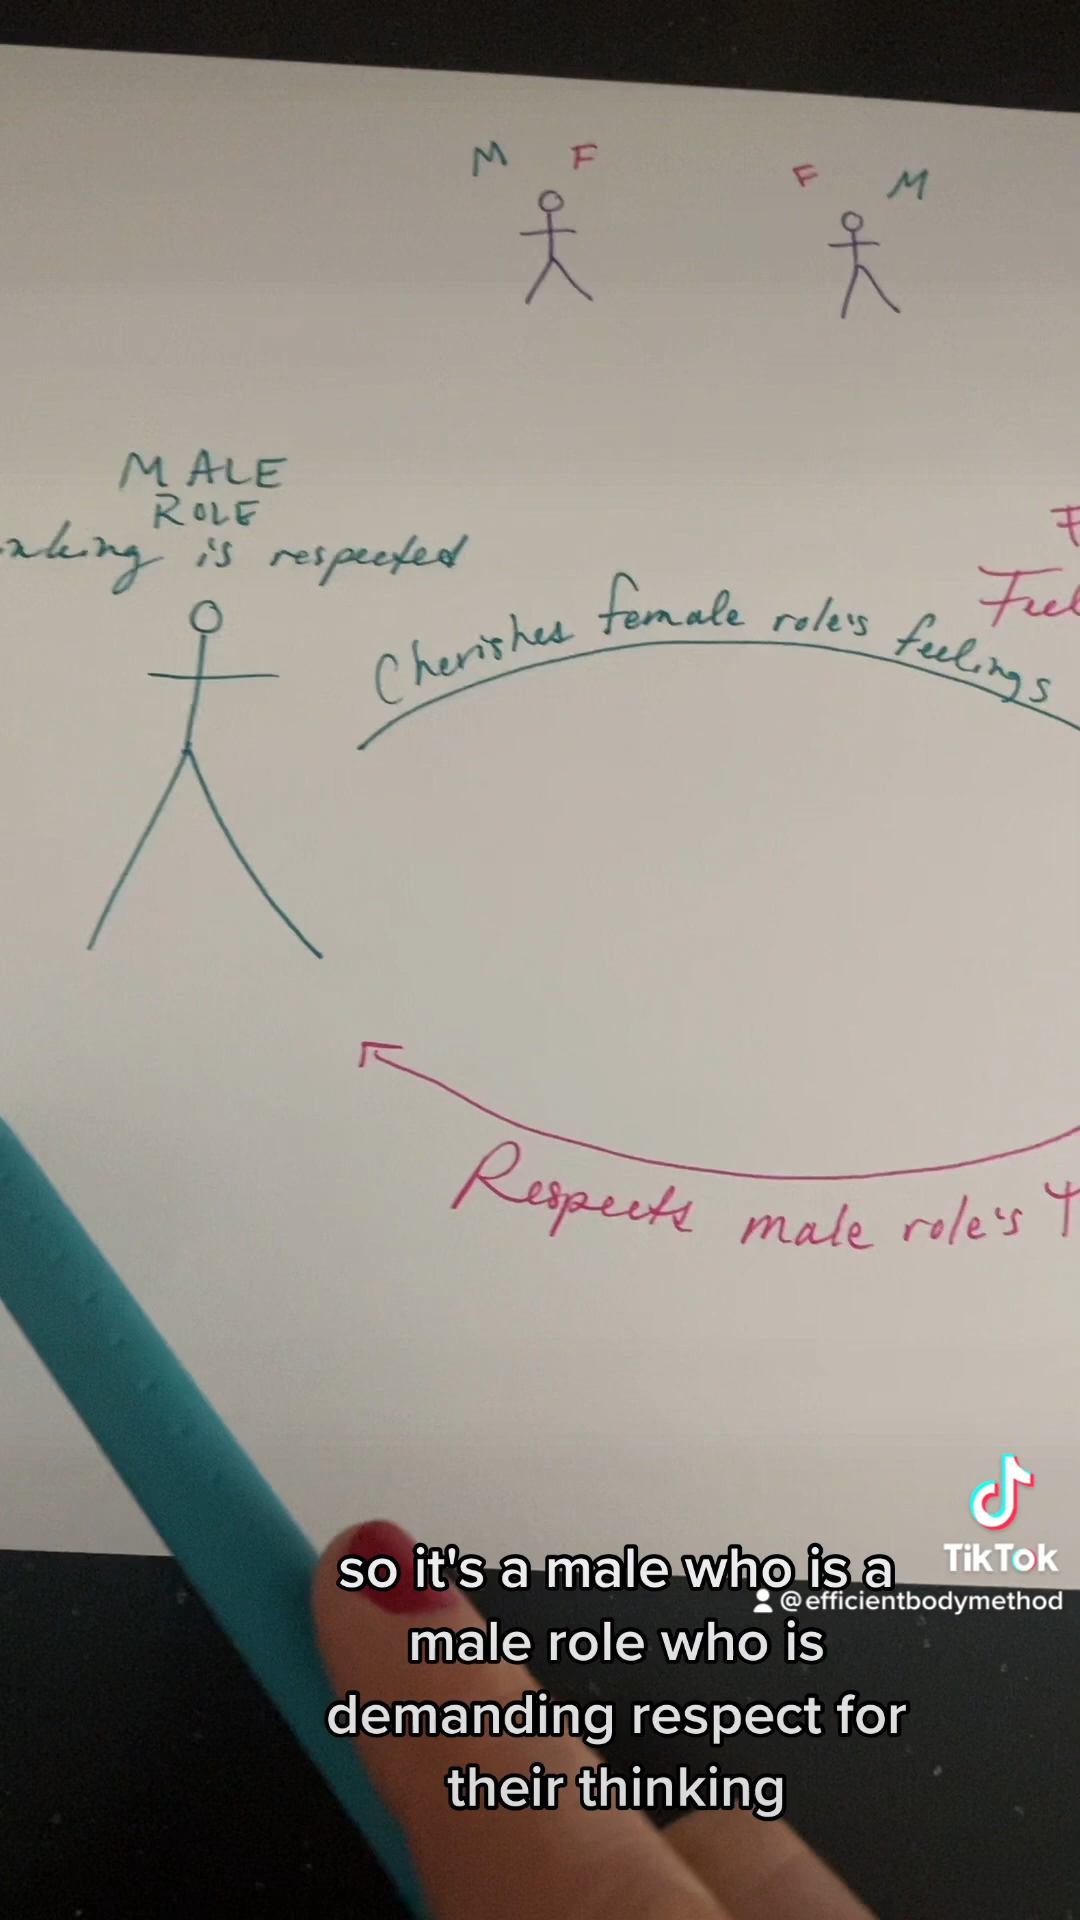 M F
F M
MALE
ROLE
is respected
Cherishes female role's feelings
Respects male role's
TikTok
@efficientbodymethod
so it's a male who is a
male role who is
demanding respect for
their thinking